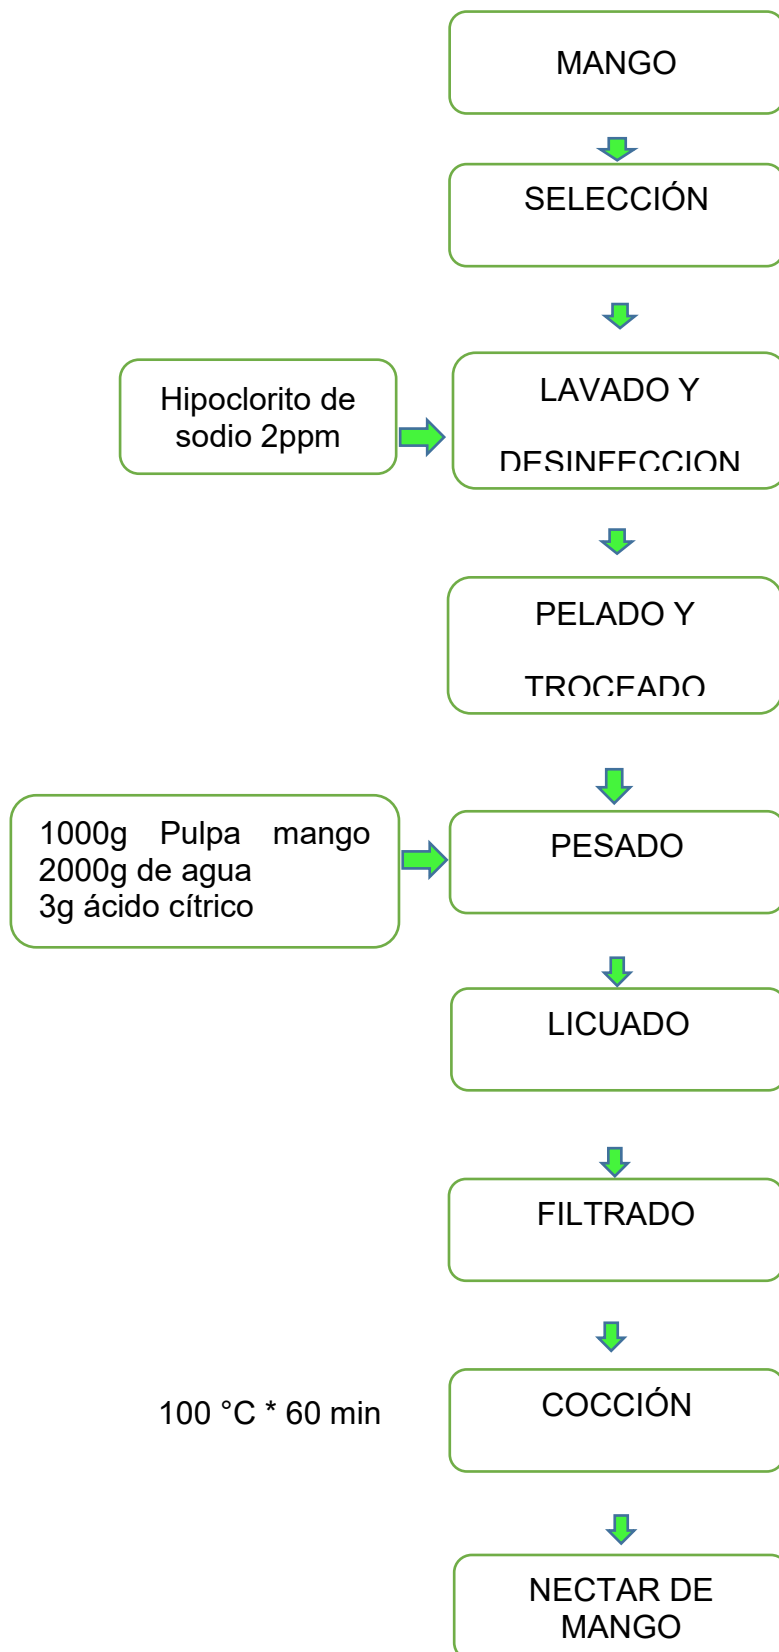 MANGO
SELECCIÓN
Hipoclorito de
sodio 2ppm
LAVADO Y
DESINFECCION
PELADO Y
TROCEADO
1000g Pulpa mango
2000g de agua
3g ácido cítrico
PESADO
LICUADO
FILTRADO
100 °C * 60 min
COCCIÓN
NECTAR DE
MANGO